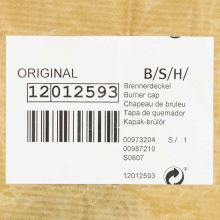 ORIGINAL B/S/H/
12012593
Brennerdeckel
Burner cap
Chapeau de bruleu
Tapa de quemador
Kapak-brülör
00973204 S/ 1
00987210
S0607
12012593